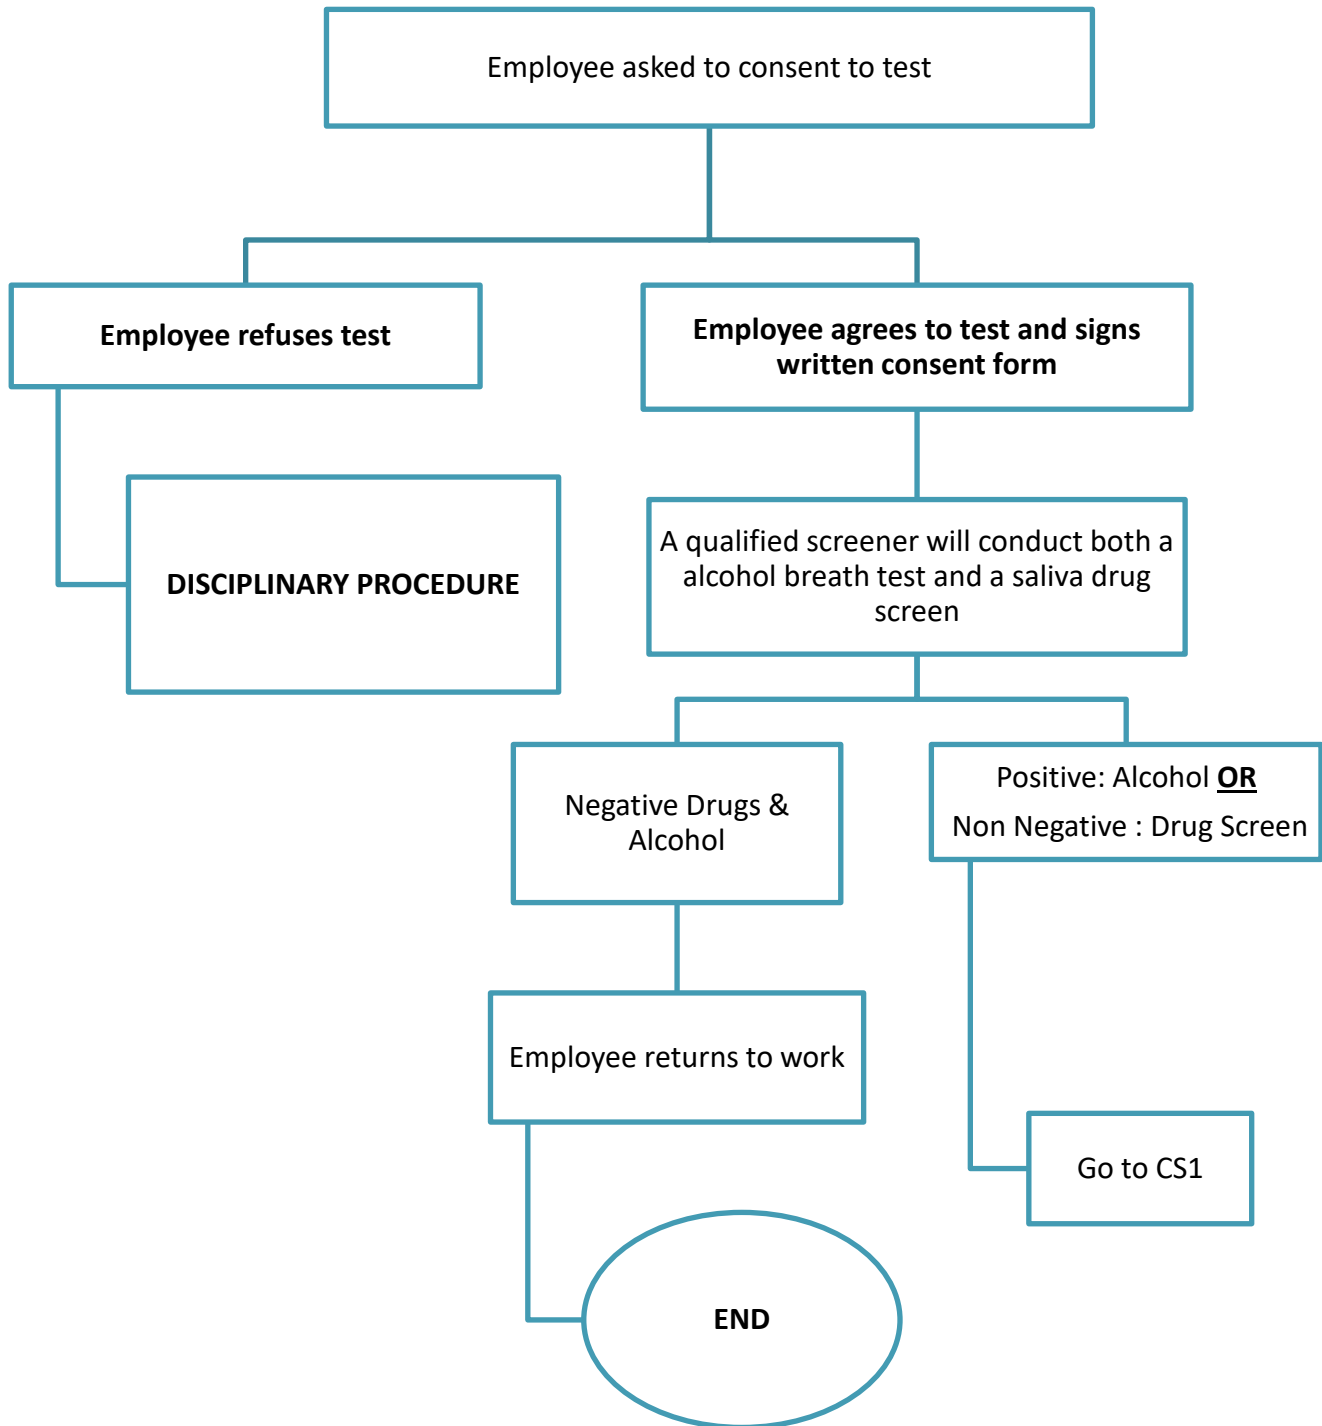 Employee asked to consent to test
Employee refuses test
Employee agrees to test and signs
written consent form
DISCIPLINARY PROCEDURE
A qualified screener will conduct both a
alcohol breath test and a saliva drug
screen
Negative Drugs &
Alcohol
Positive: Alcohol OR
Non Negative : Drug Screen
Employee returns to work
Go to CS1
END